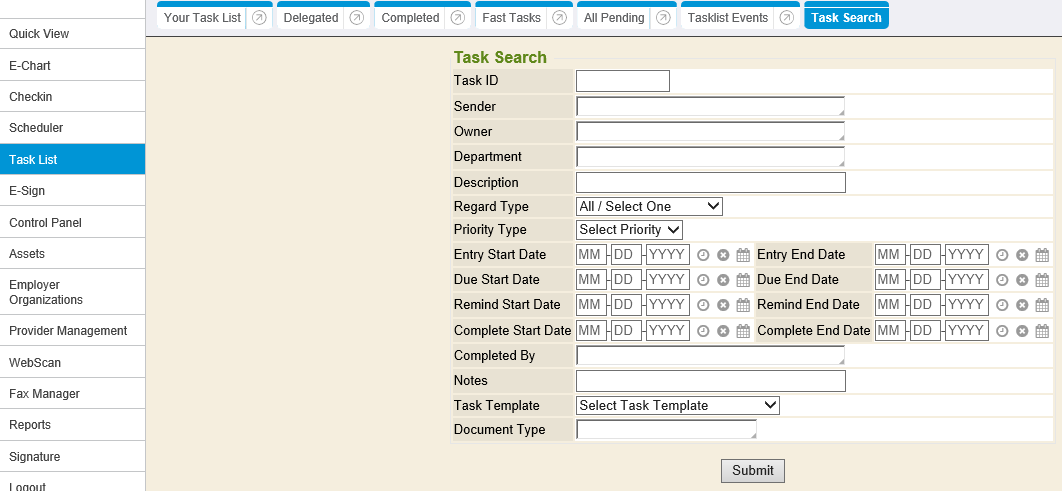 Your Task List
Delegated
Completed
Fast Tasks
All Pending
Tasklist Events
Task Search
Quick View
E-Chart
Checkin
Scheduler
Task List
E-Sign
Control Panel
Assets
Employer
Organizations
Provider Management
WebScan
Fax Manager
Reports
Signature
Logout
Task Search
Task ID
Sender
Owner
Department
Description
Regard Type All / Select One
Priority Type Select Priority
Entry Start Date MM - DD - YYYY Entry End Date MM - DD - YYYY
Due Start Date MM - DD - YYYY Due End Date MM - DD - YYYY
Remind Start Date MM - DD - YYYY Remind End Date MM - DD - YYYY
Complete Start Date MM - DD - YYYY Complete End Date MM - DD - YYYY
Completed By
Notes
Task Template Select Task Template
Document Type
Submit